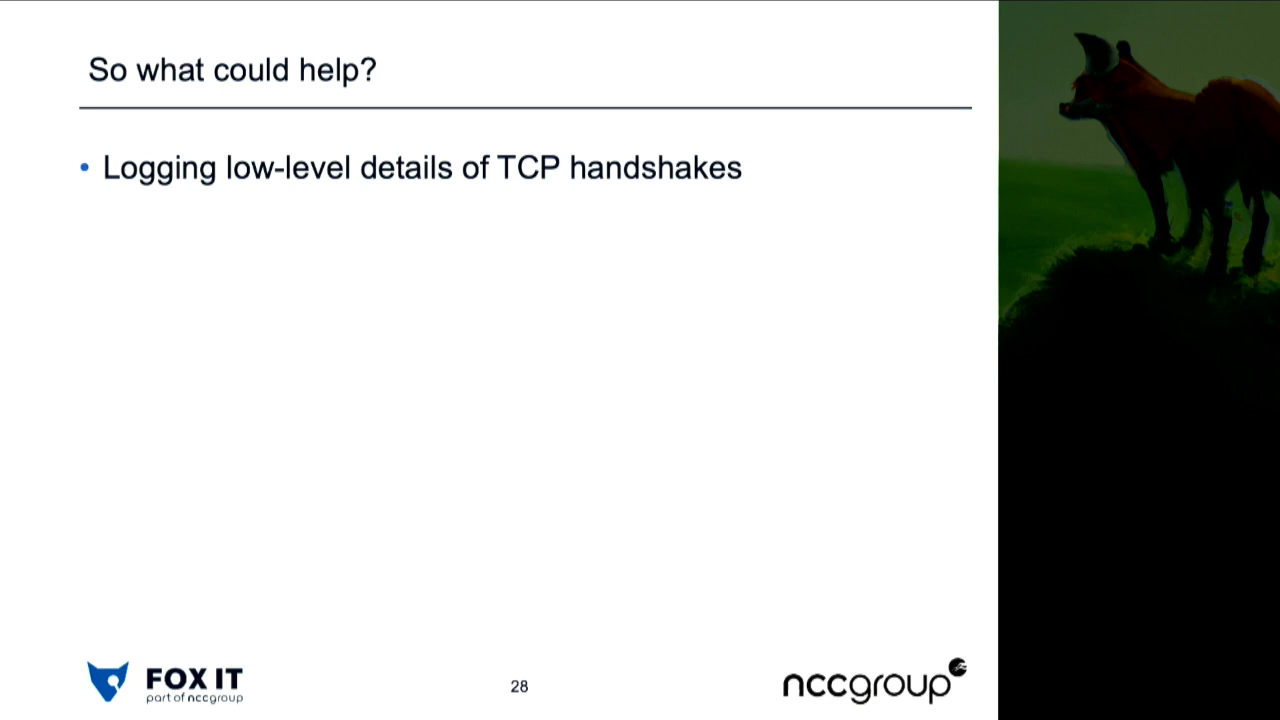 So what could help?
• Logging low-level details of TCP handshakes
FOX IT
part of nccgroup
28
nccgroup